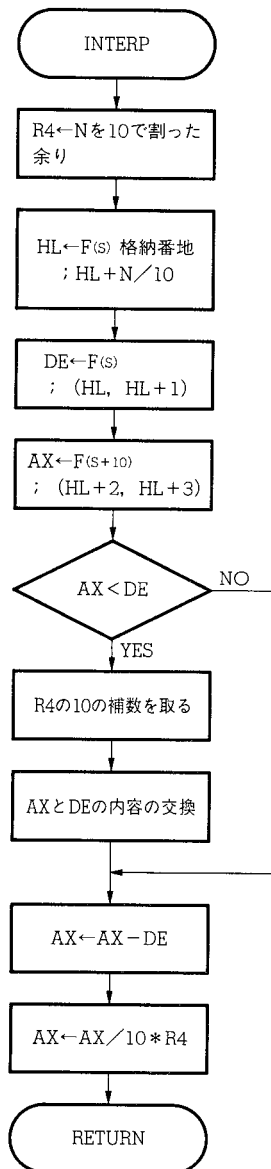 INTERP
R4←Nを10で割った
余り
HL←F(S) 格納番地
；HL＋N／10
DE←F(S)
；(HL, HL＋1)
AX←F(S＋10)
；(HL＋2, HL＋3)
AX＜DE
NO
YES
R4の10の補数を取る
AXとDEの内容の交換
AX←AX－DE
AX←AX／10＊R4
RETURN